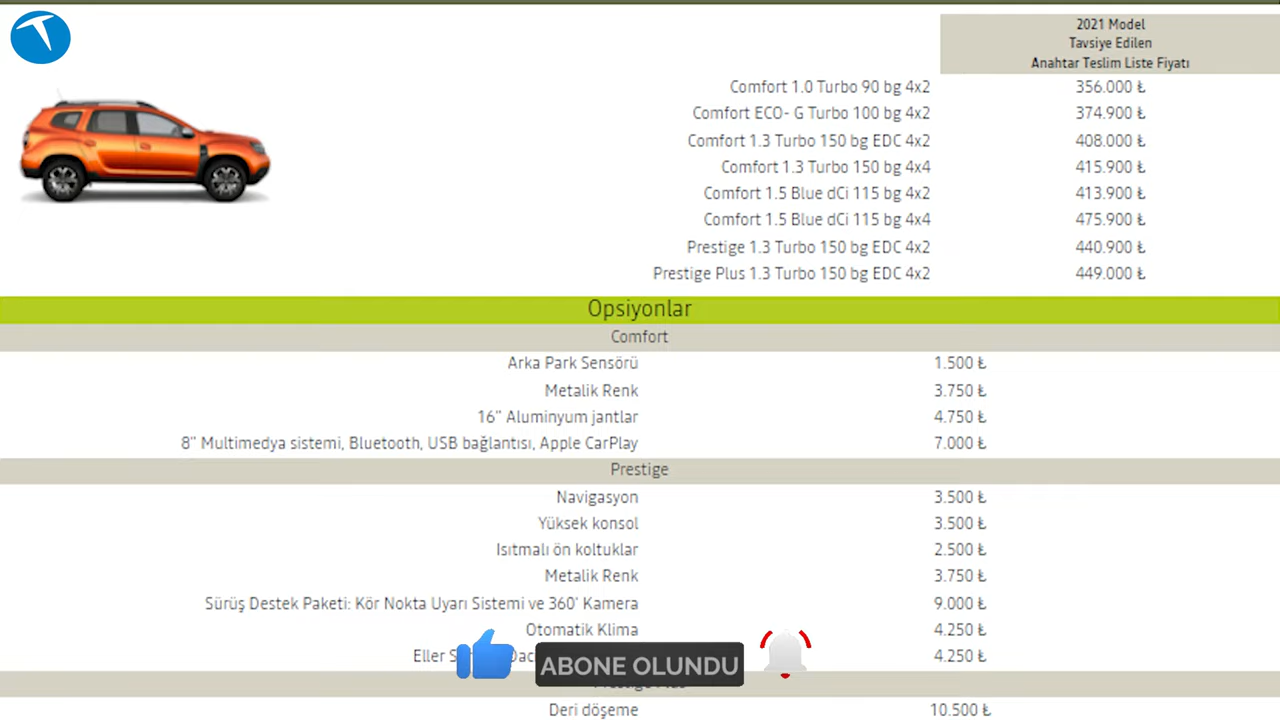 2021 Model
Tavsiye Edilen
Anahtar Teslim Liste Fiyatı
Comfort 1.0 Turbo 90 bg 4x2 356.000 ₺
Comfort ECO- G Turbo 100 bg 4x2 374.900 ₺
Comfort 1.3 Turbo 150 bg EDC 4x2 408.000 ₺
Comfort 1.3 Turbo 150 bg 4x4 415.900 ₺
Comfort 1.5 Blue dCi 115 bg 4x2 413.900 ₺
Comfort 1.5 Blue dCi 115 bg 4x4 475.900 ₺
Prestige 1.3 Turbo 150 bg EDC 4x2 440.900 ₺
Prestige Plus 1.3 Turbo 150 bg EDC 4x2 449.000 ₺
Opsiyonlar
Comfort
Arka Park Sensörü 1.500 ₺
Metalik Renk 3.750 ₺
16'' Aluminyum jantlar 4.750 ₺
8'' Multimedya sistemi, Bluetooth, USB bağlantısı, Apple CarPlay 7.000 ₺
Prestige
Navigasyon 3.500 ₺
Yüksek konsol 3.500 ₺
Isıtmalı ön koltuklar 2.500 ₺
Metalik Renk 3.750 ₺
Sürüş Destek Paketi: Kör Nokta Uyarı Sistemi ve 360° Kamera 9.000 ₺
Otomatik Klima 4.250 ₺
Eller 4.250 ₺
ABONE OLUNDU
Deri döşeme 10.500 ₺